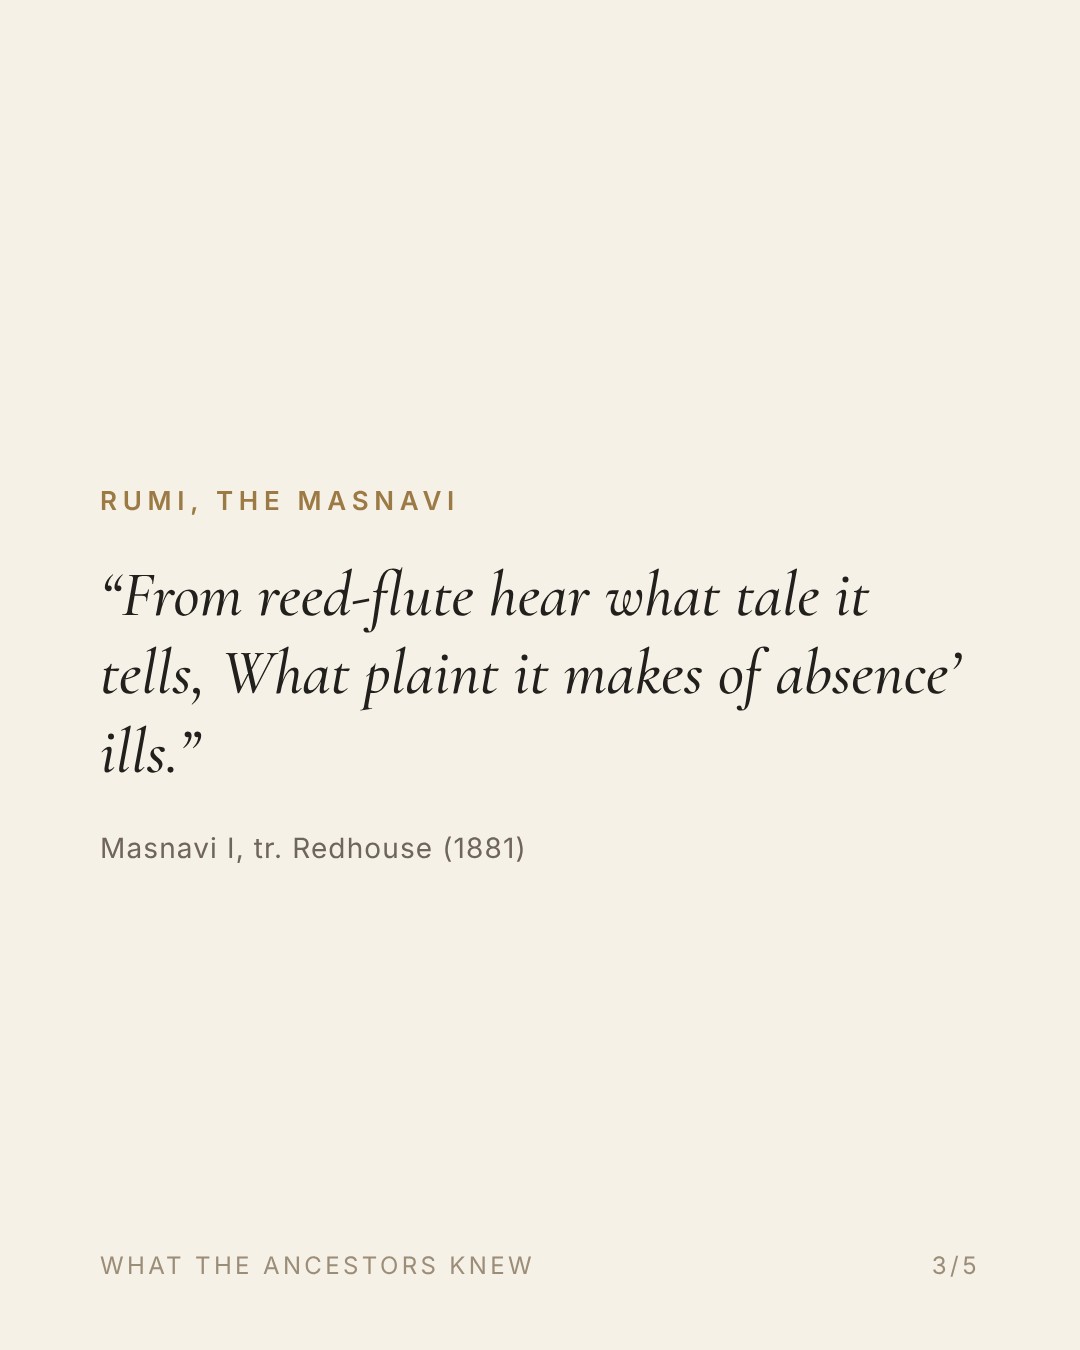 RUMI, THE MASNAVI
“From reed-flute hear what tale it
tells, What plaint it makes of absence’
ills.”
Masnavi I, tr. Redhouse (1881)
WHAT THE ANCESTORS KNEW
3/5